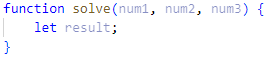 function solve(num1, num2, num3) {
    let result;
}